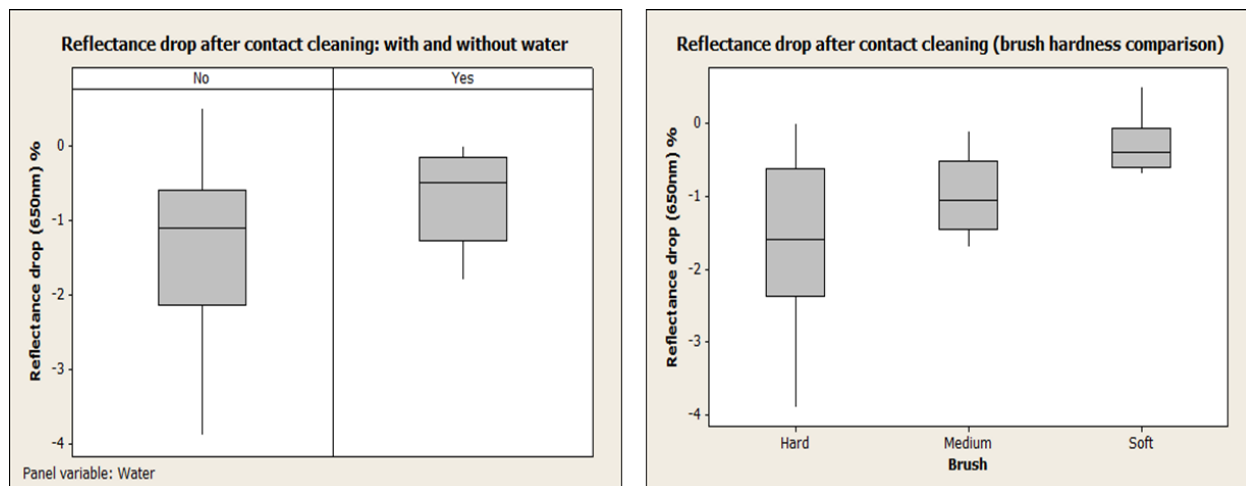 Reflectance drop after contact cleaning: with and without water
No Yes
Reflectance drop (650nm) %
0
-1
-2
-3
-4
Panel variable: Water
Reflectance drop after contact cleaning (brush hardness comparison)
Reflectance drop (650nm) %
0
-1
-2
-3
-4
Hard Medium Soft
Brush